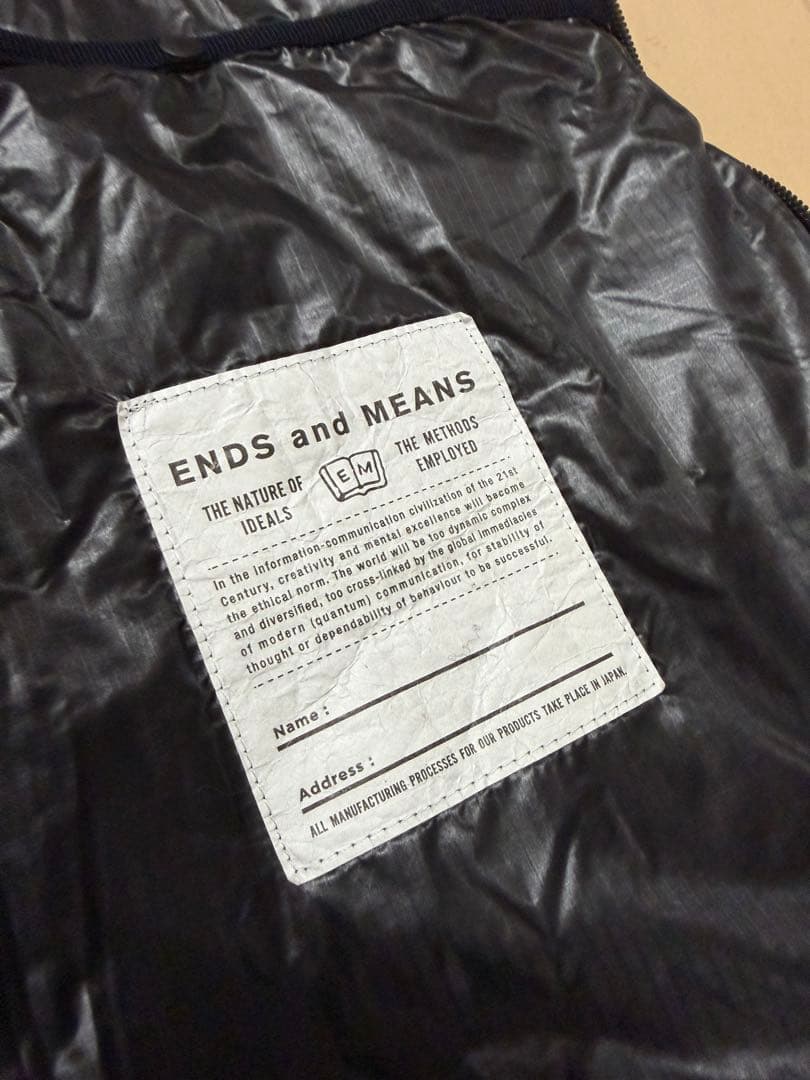 ENDS and MEANS
THE NATURE OF
IDEALS
E M
THE METHODS
EMPLOYED
In the information-communication civilization of the 21st
Century, creativity and mental excellence will become
the ethical norm. The world will be too dynamic complex
and diversified, too cross-linked by the global immediacies
of modern (quantum) communication, for stability of
thought or dependability of behaviour to be successful.
Name :
Address :
ALL MANUFACTURING PROCESSES FOR OUR PRODUCTS TAKE PLACE IN JAPAN.